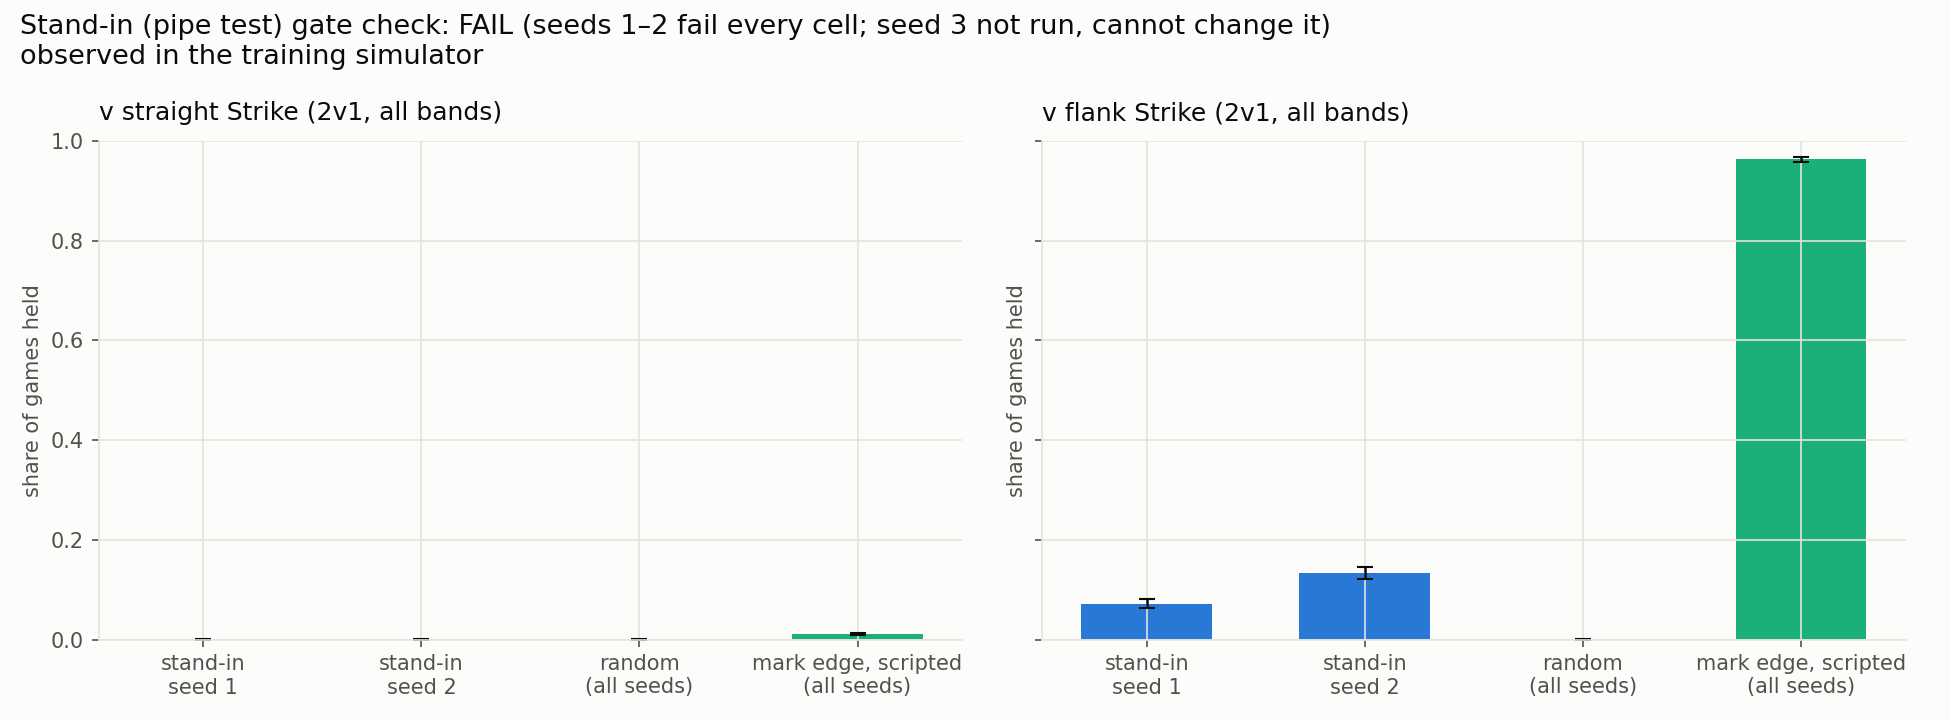 Stand-in (pipe test) gate check: FAIL (seeds 1–2 fail every cell; seed 3 not run, cannot change it)
observed in the training simulator
v straight Strike (2v1, all bands)
share of games held
1.0
0.8
0.6
0.4
0.2
0.0
stand-in
seed 1
stand-in
seed 2
random
(all seeds)
mark edge, scripted
(all seeds)
v flank Strike (2v1, all bands)
share of games held
stand-in
seed 1
stand-in
seed 2
random
(all seeds)
mark edge, scripted
(all seeds)